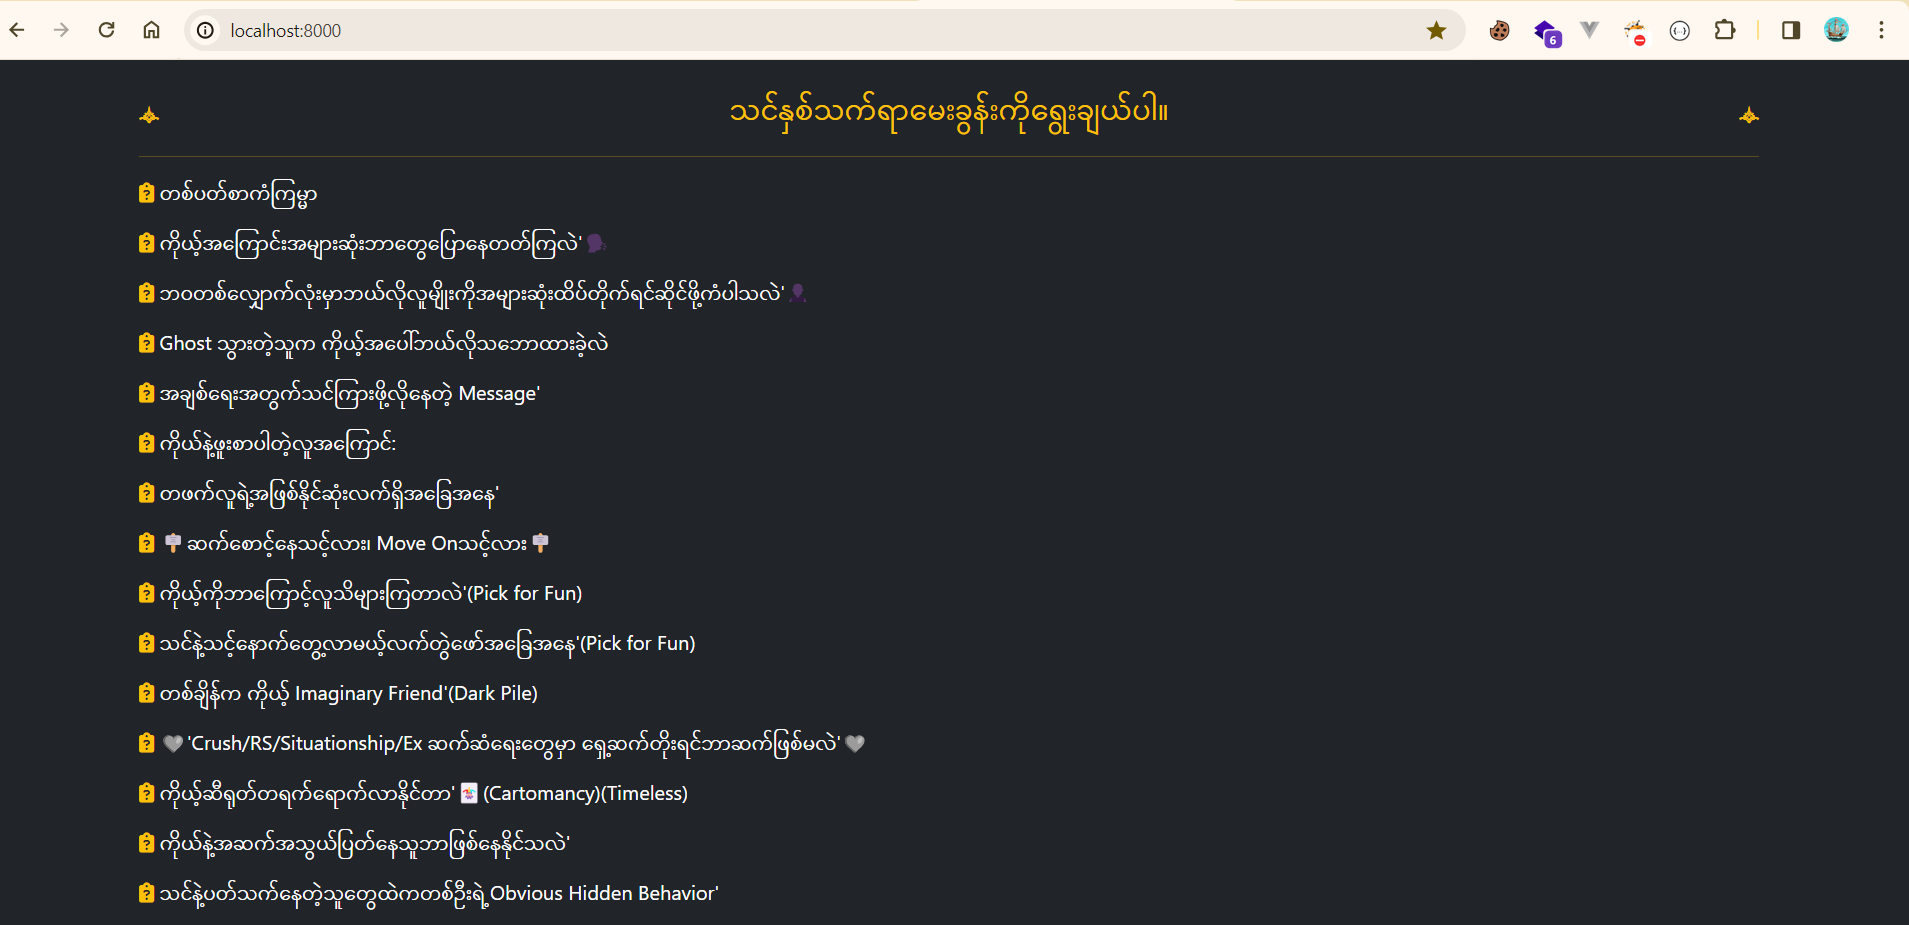 localhost:8000
6
သင်နှစ်သက်ရာမေးခွန်းကိုရွေးချယ်ပါ။
တစ်ပတ်စာကံကြမ္မာ
ကိုယ့်အကြောင်းအများဆုံးဘာတွေပြောနေတတ်ကြလဲ'
ဘဝတစ်လျှောက်လုံးမှာဘယ်လိုလူမျိုးကိုအများဆုံးထိပ်တိုက်ရင်ဆိုင်ဖို့ကံပါသလဲ'
Ghost သွားတဲ့သူက ကိုယ့်အပေါ်ဘယ်လိုသဘောထားခဲ့လဲ
အချစ်ရေးအတွက်သင်ကြားဖို့လိုနေတဲ့ Message'
ကိုယ်နဲ့ဖူးစာပါတဲ့လူအကြောင်း
တဖက်လူရဲ့အဖြစ်နိုင်ဆုံးလက်ရှိအခြေအနေ'
🪧 ဆက်စောင့်နေသင့်လား၊ Move Onသင့်လား 🪧
ကိုယ့်ကိုဘာကြောင့်လူသိများကြတာလဲ'(Pick for Fun)
သင်နဲ့သင့်နောက်တွေ့လာမယ့်လက်တွဲဖော်အခြေအနေ'(Pick for Fun)
တစ်ချိန်က ကိုယ့် Imaginary Friend'(Dark Pile)
🩶 'Crush/RS/Situationship/Ex ဆက်ဆံရေးတွေမှာ ရှေ့ဆက်တိုးရင်ဘာဆက်ဖြစ်မလဲ' 🩶
ကိုယ့်ဆီရုတ်တရက်ရောက်လာနိုင်တာ' 🃏 (Cartomancy)(Timeless)
ကိုယ်နဲ့အဆက်အသွယ်ပြတ်နေသူဘာဖြစ်နေနိုင်သလဲ'
သင်နဲ့ပတ်သက်နေတဲ့သူတွေထဲကတစ်ဦးရဲ့ Obvious Hidden Behavior'